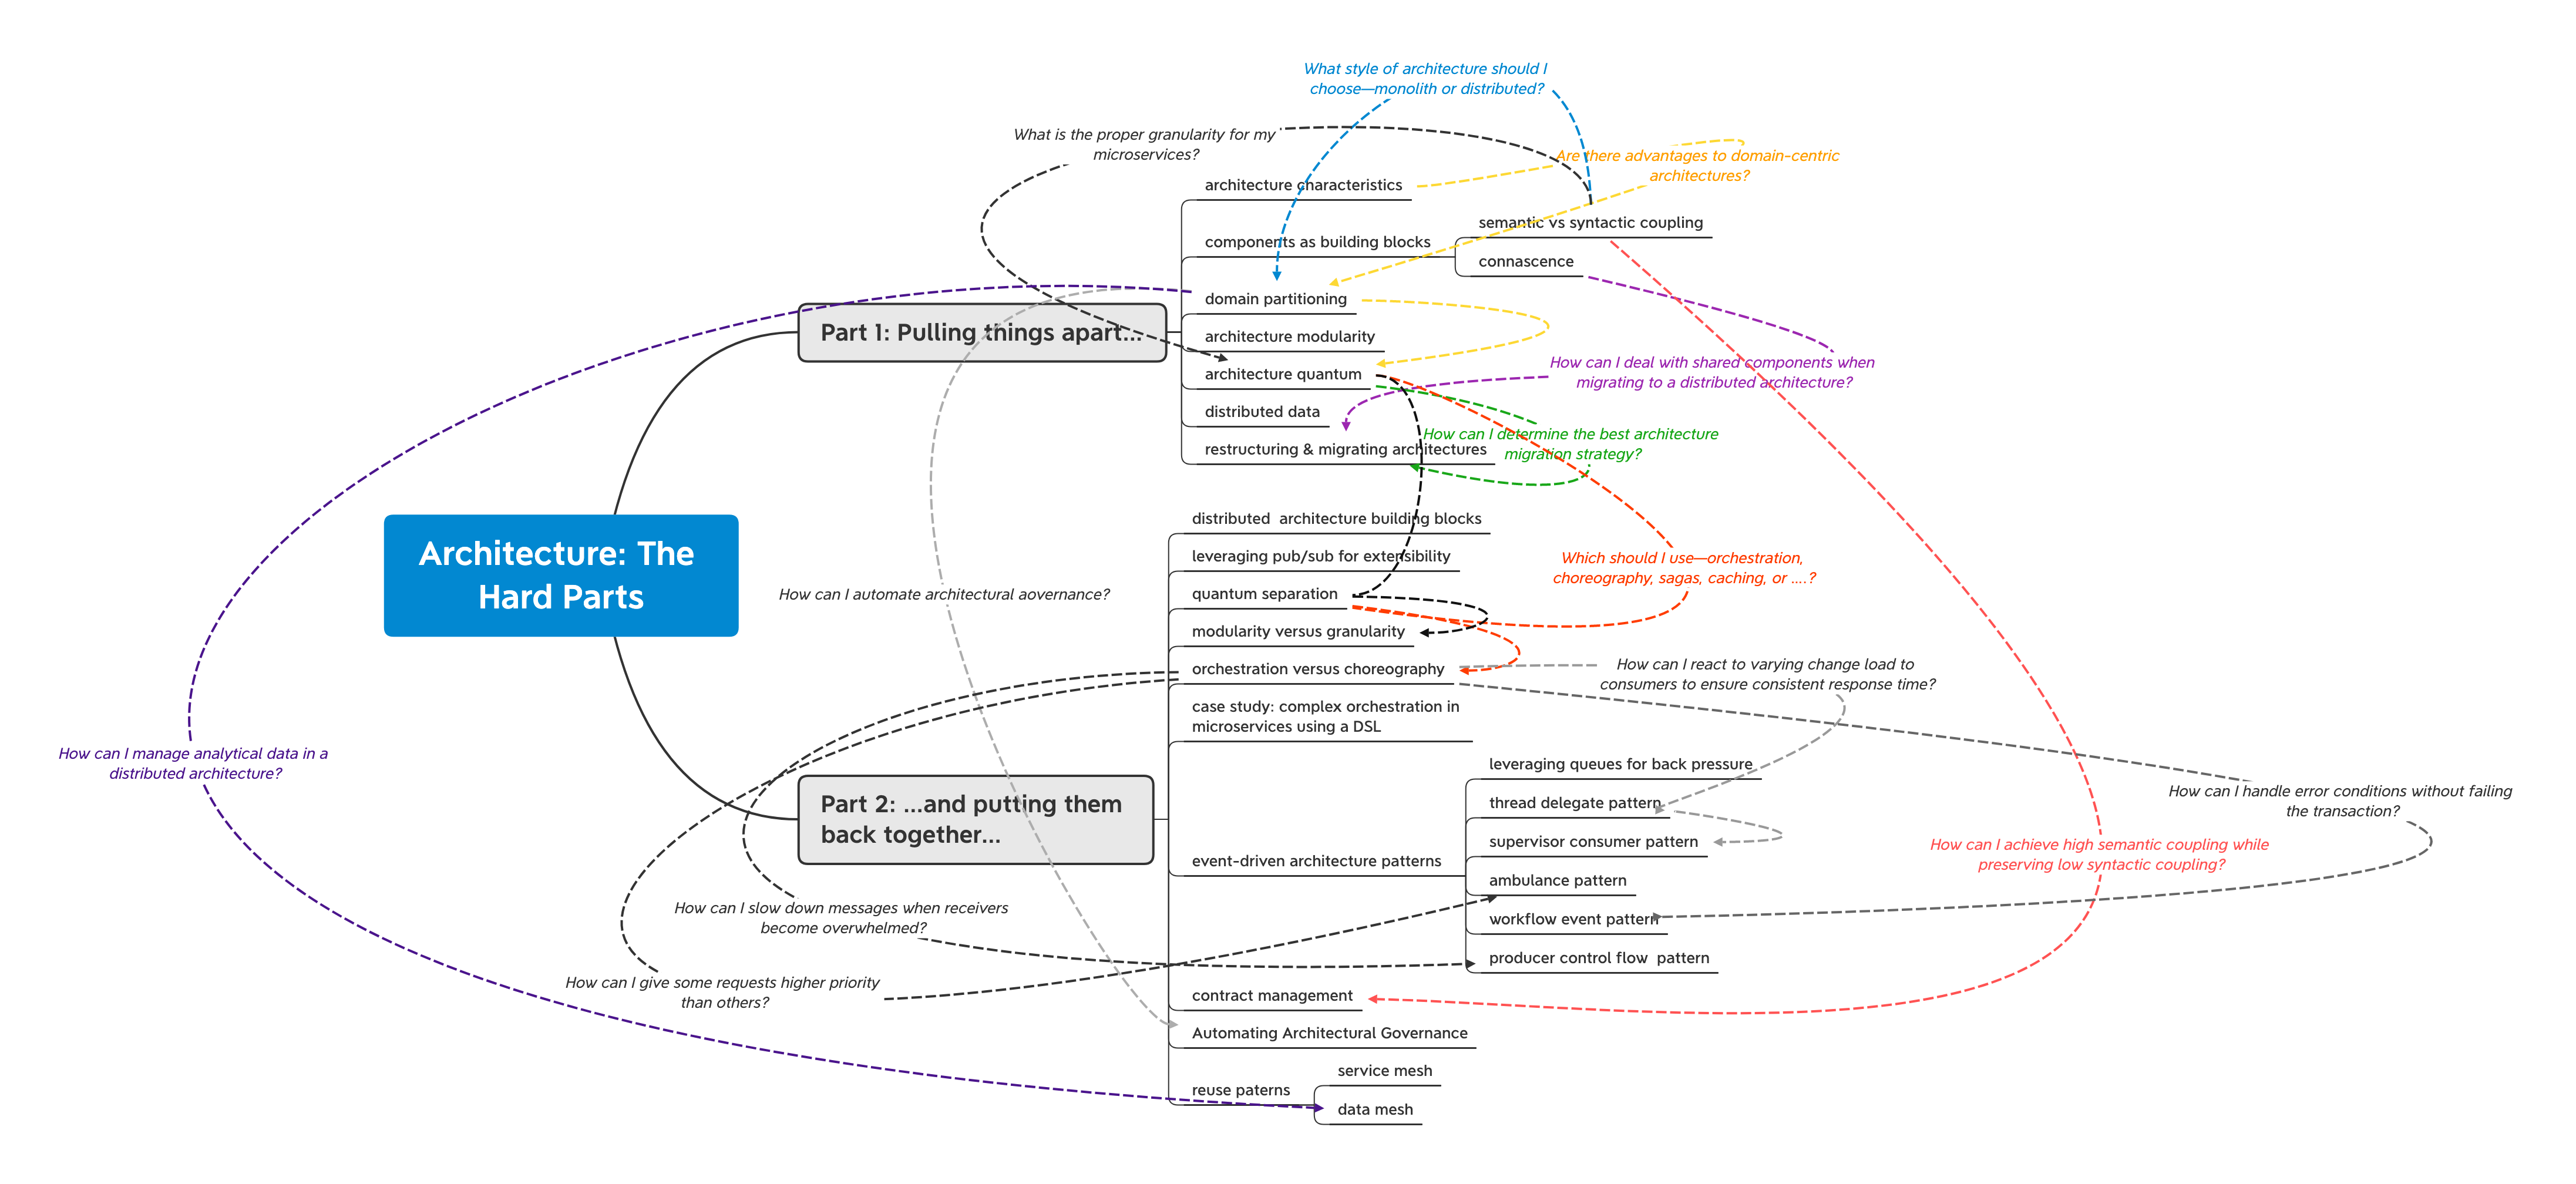 What style of architecture should I
choose—monolith or distributed?
What is the proper granularity for my
microservices?
Are there advantages to domain-centric
architectures?
architecture characteristics
semantic vs syntactic coupling
components as building blocks
connascence
domain partitioning
Part 1: Pulling things apart...
architecture modularity
How can I deal with shared components when
migrating to a distributed architecture?
architecture quantum
distributed data
How can I determine the best architecture
migration strategy?
restructuring & migrating architectures
distributed architecture building blocks
Architecture: The
Hard Parts
leveraging pub/sub for extensibility
Which should I use—orchestration,
choreography, sagas, caching, or ....?
How can I automate architectural aovernance?
quantum separation
modularity versus granularity
orchestration versus choreography
How can I react to varying change load to
consumers to ensure consistent response time?
case study: complex orchestration in
microservices using a DSL
How can I manage analytical data in a
distributed architecture?
leveraging queues for back pressure
thread delegate pattern
How can I handle error conditions without failing
the transaction?
Part 2: ...and putting them
back together...
supervisor consumer pattern
How can I achieve high semantic coupling while
preserving low syntactic coupling?
event-driven architecture patterns
ambulance pattern
How can I slow down messages when receivers
become overwhelmed?
workflow event pattern
producer control flow pattern
How can I give some requests higher priority
than others?
contract management
Automating Architectural Governance
service mesh
reuse paterns
data mesh